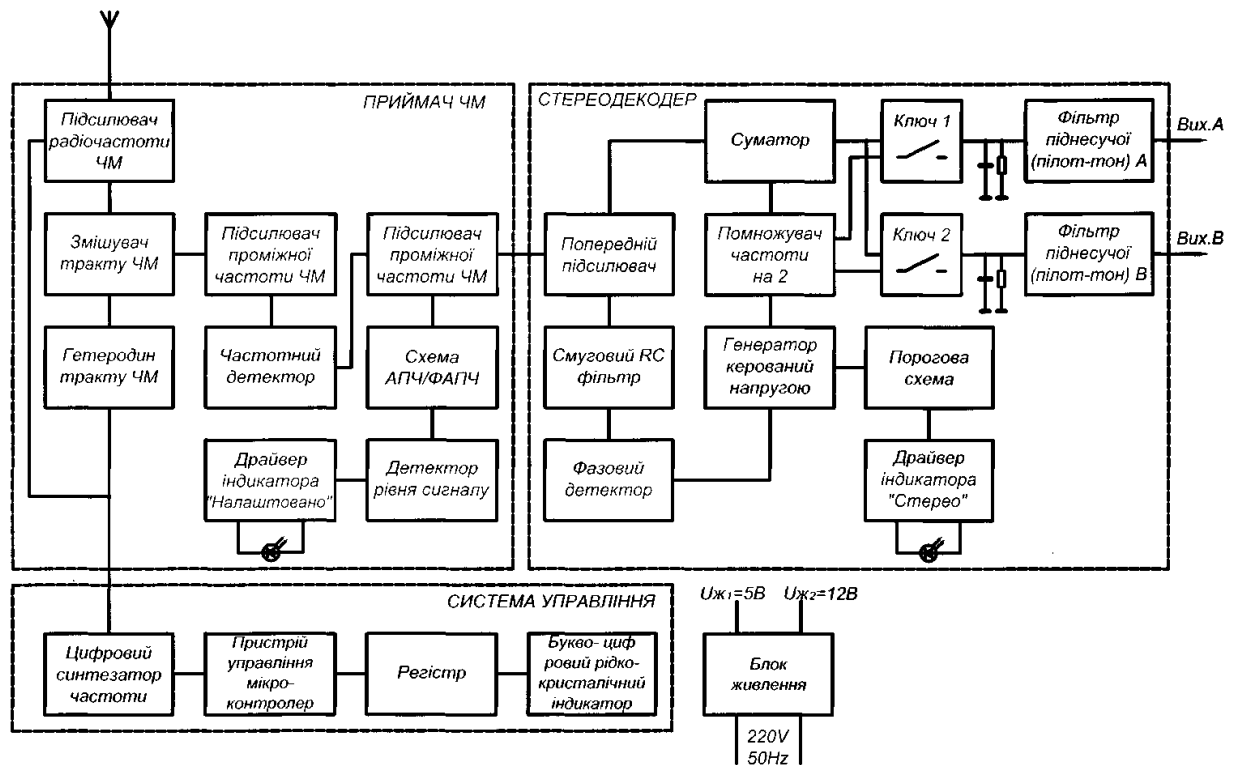 ПРИЙМАЧ ЧМ
Підсилювач
радіочастоти
ЧМ
Змішувач
тракту ЧМ
Підсилювач
проміжної
частоти ЧМ
Підсилювач
проміжної
частоти ЧМ
Гетеродин
тракту ЧМ
Частотний
детектор
Схема
АПЧ/ФАПЧ
Драйвер
індикатора
"Налаштовано"
Детектор
рівня сигналу
СТЕРЕОДЕКОДЕР
Суматор
Ключ 1
Фільтр
піднесучої
(пілот-тон) А
Вих.А
Попередній
підсилювач
Помножувач
частоти
на 2
Ключ 2
Фільтр
піднесучої
(пілот-тон) В
Вих.В
Смуговий RC
фільтр
Генератор
керований
напругою
Порогова
схема
Фазовий
детектор
Драйвер
індикатора
"Стерео"
СИСТЕМА УПРАВЛІННЯ
Цифровий
синтезатор
частоти
Пристрій
управління
мікро-
контролер
Регістр
Букво- циф
ровий рідко-
кристалічний
індикатор
Uж₁=5В Uж₂=12В
Блок
живлення
220V
50Hz